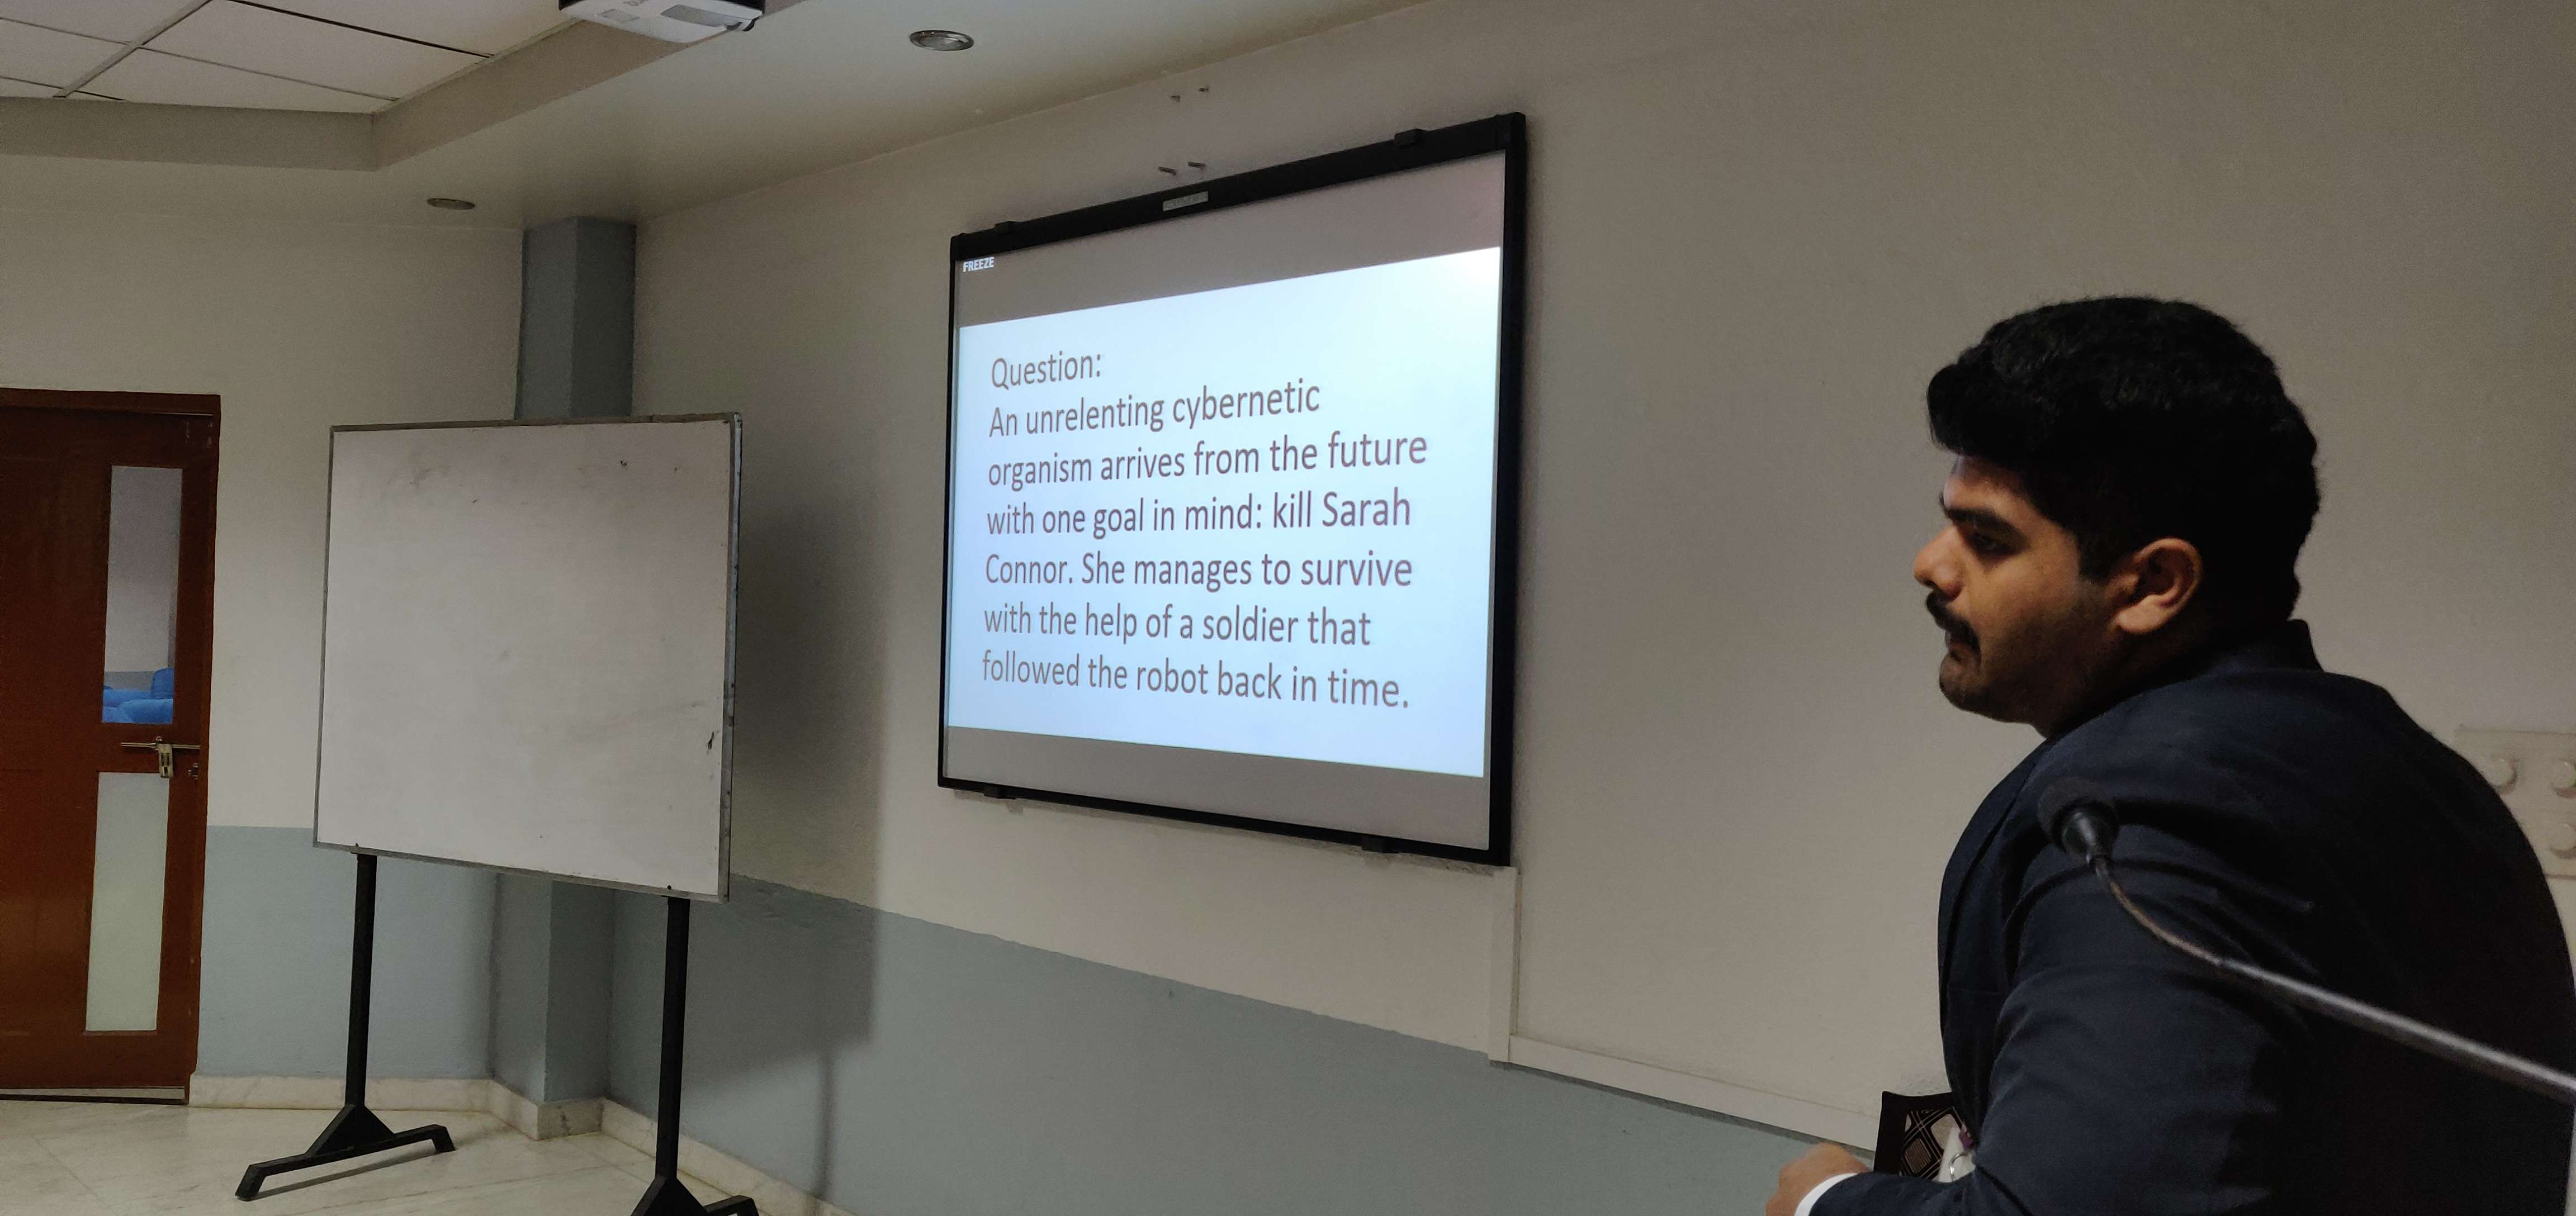 FREEZE
Question:
An unrelenting cybernetic
organism arrives from the future
with one goal in mind: kill Sarah
Connor. She manages to survive
with the help of a soldier that
followed the robot back in time.